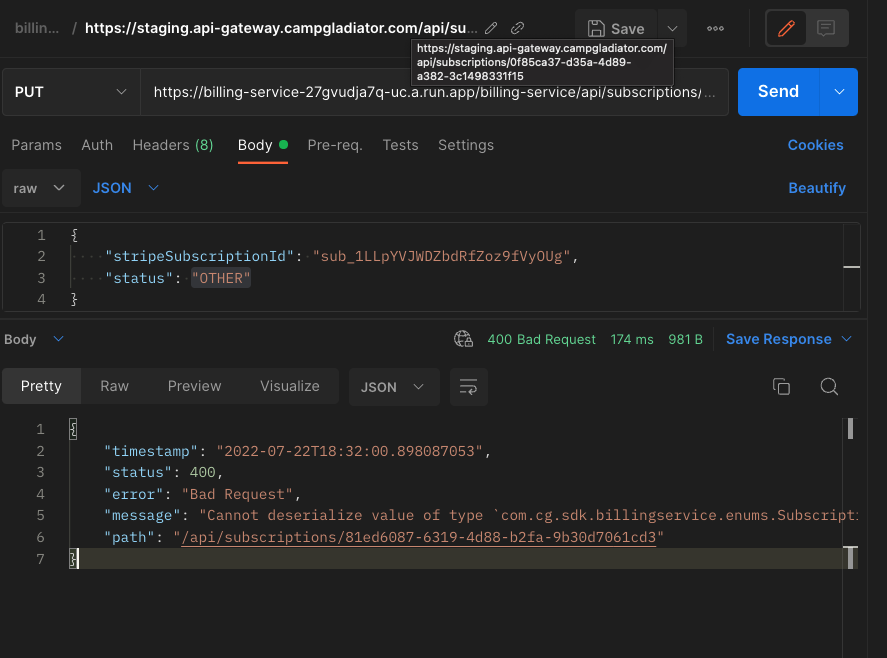 billin... / https://staging.api-gateway.campgladiator.com/api/su... Save
https://staging.api-gateway.campgladiator.com/
api/subscriptions/0f85ca37-d35a-4d89-
a382-3c1498331f15
PUT https://billing-service-27gvudja7q-uc.a.run.app/billing-service/api/subscriptions/... Send
Params Auth Headers (8) Body Pre-req. Tests Settings Cookies
raw JSON Beautify
1 {
2 "stripeSubscriptionId": "sub_1LLpYVJWDZbdRfZoz9fVyOUg",
3 "status": "OTHER"
4 }
Body 400 Bad Request 174 ms 981 B Save Response
Pretty Raw Preview Visualize JSON
1 {
2 "timestamp": "2022-07-22T18:32:00.898087053",
3 "status": 400,
4 "error": "Bad Request",
5 "message": "Cannot deserialize value of type `com.cg.sdk.billingservice.enums.Subscripti
6 "path": "/api/subscriptions/81ed6087-6319-4d88-b2fa-9b30d7061cd3"
7 }